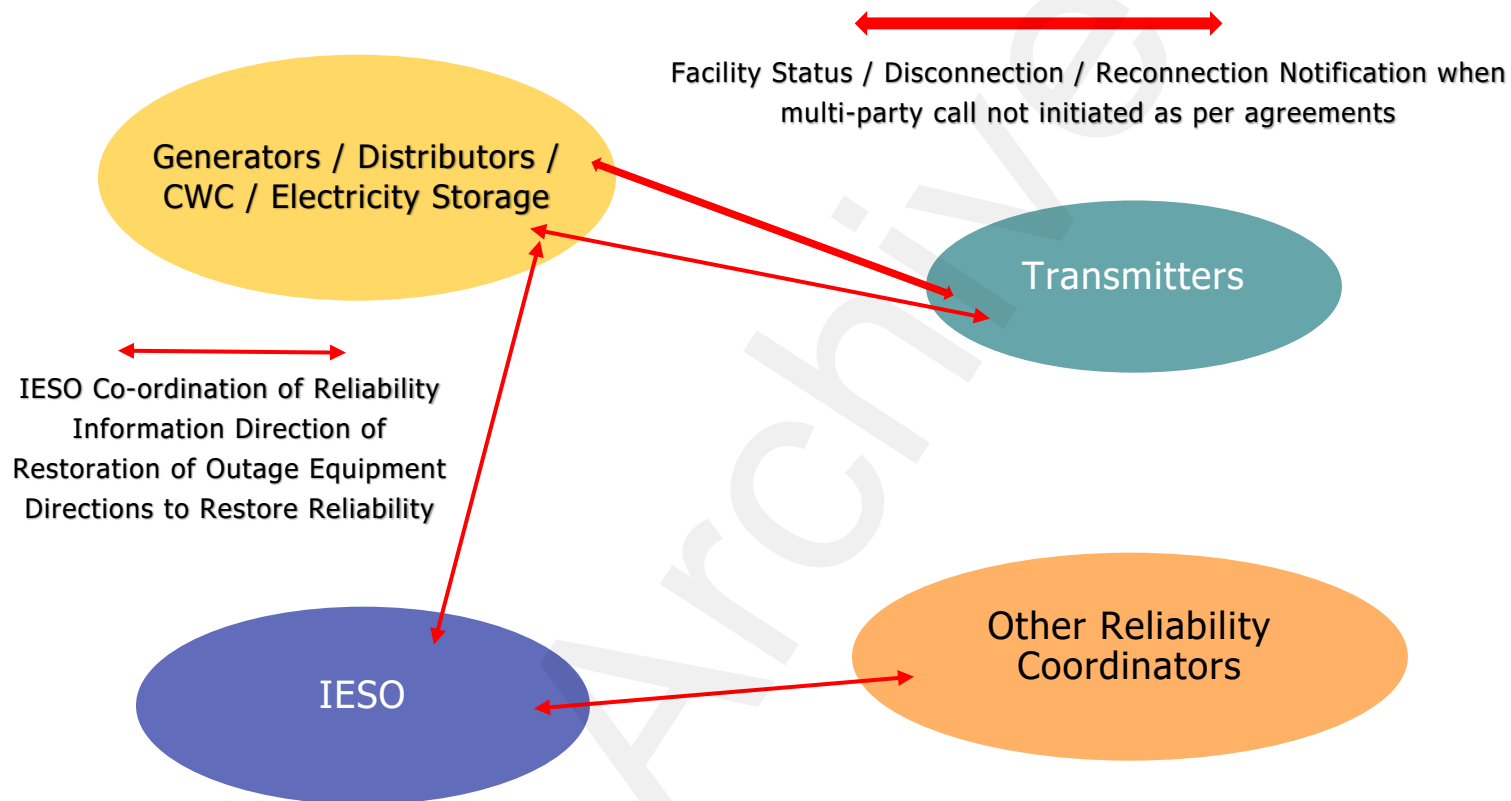 Facility Status / Disconnection / Reconnection Notification when
multi-party call not initiated as per agreements
Generators / Distributors /
CWC / Electricity Storage
Transmitters
IESO Co-ordination of Reliability
Information Direction of
Restoration of Outage Equipment
Directions to Restore Reliability
Other Reliability
Coordinators
IESO
Archive